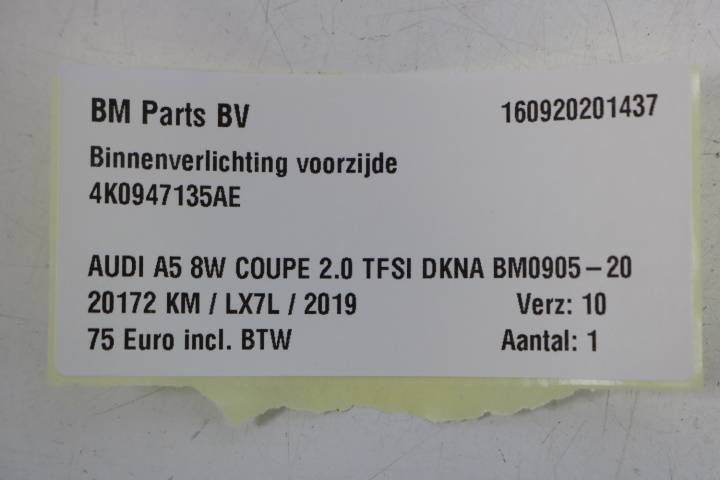 BM Parts BV 160920201437
Binnenverlichting voorzijde
4K0947135AE
AUDI A5 8W COUPE 2.0 TFSI DKNA BM0905-20
20172 KM / LX7L / 2019 Verz: 10
75 Euro incl. BTW Aantal: 1